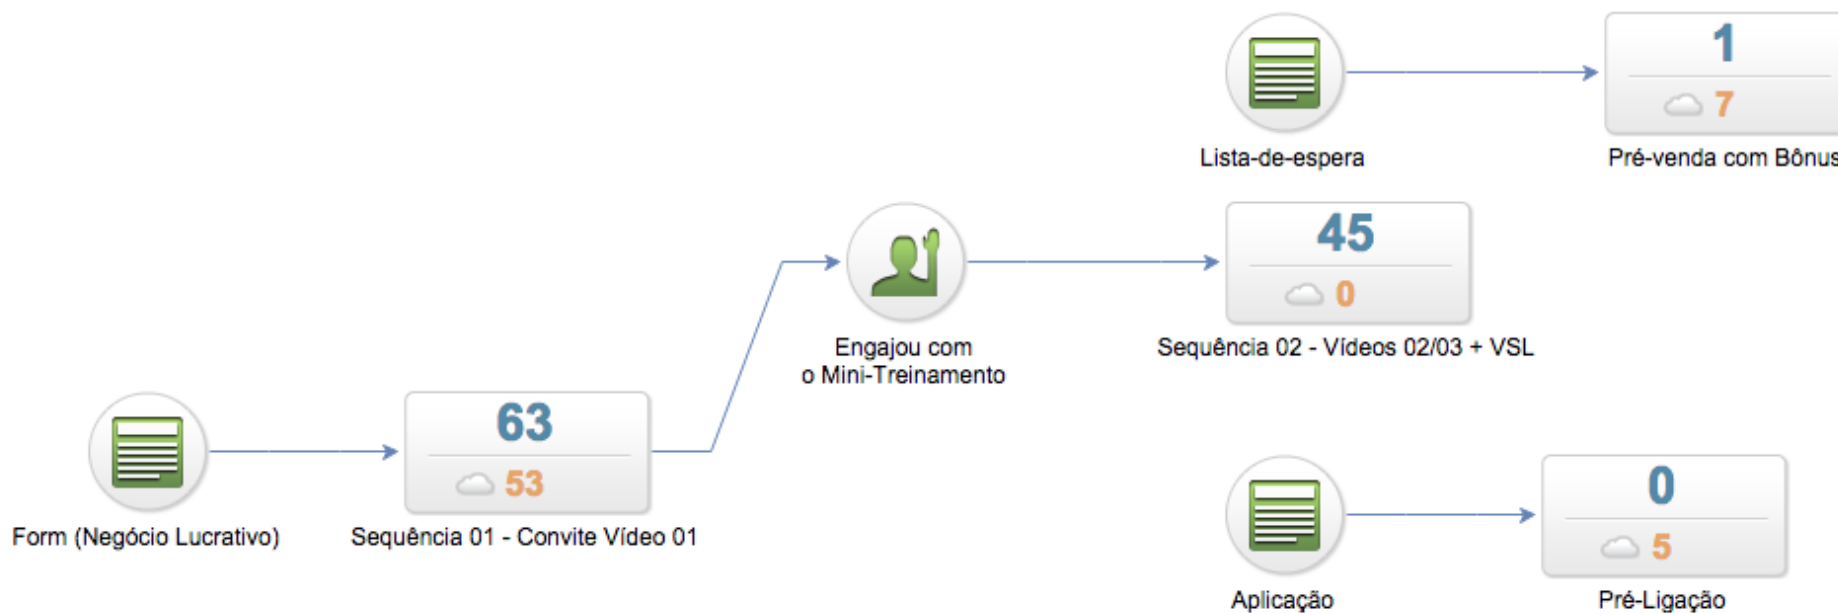 1
7
Lista-de-espera
Pré-venda com Bônus
45
0
Engajou com
o Mini-Treinamento
Sequência 02 - Vídeos 02/03 + VSL
63
53
Form (Negócio Lucrativo)
Sequência 01 - Convite Vídeo 01
0
5
Aplicação
Pré-Ligação